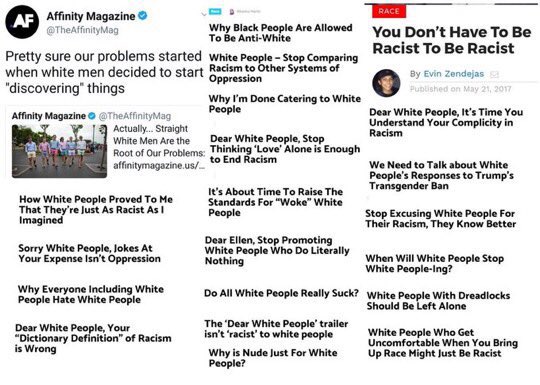 AF
Affinity Magazine
@TheAffinityMag
Pretty sure our problems started
when white men decided to start
"discovering" things
Affinity Magazine @TheAffinityMag
Actually... Straight
White Men Are the
Root of Our Problems:
affinitymagazine.us/...
How White People Proved To Me
That They're Just As Racist As I
Imagined
Sorry White People, Jokes At
Your Expense Isn't Oppression
Why Everyone Including White
People Hate White People
Dear White People, Your
"Dictionary Definition" of Racism
is Wrong
Why Black People Are Allowed
To Be Anti-White
White People – Stop Comparing
Racism to Other Systems of
Oppression
Why I'm Done Catering to White
People
Dear White People, Stop
Thinking 'Love' Alone is Enough
to End Racism
It's About Time To Raise The
Standards For "Woke" White
People
Dear Ellen, Stop Promoting
White People Who Do Literally
Nothing
Do All White People Really Suck?
The 'Dear White People' trailer
isn't 'racist' to white people
Why is Nude Just For White
People?
RACE
You Don't Have To Be
Racist To Be Racist
By Evin Zendejas
Published on May 21, 2017
Dear White People, It's Time You
Understand Your Complicity in
Racism
We Need to Talk about White
People's Responses to Trump's
Transgender Ban
Stop Excusing White People For
Their Racism, They Know Better
When Will White People Stop
White People-ing?
White People With Dreadlocks
Should Be Left Alone
White People Who Get
Uncomfortable When You Bring
Up Race Might Just Be Racist